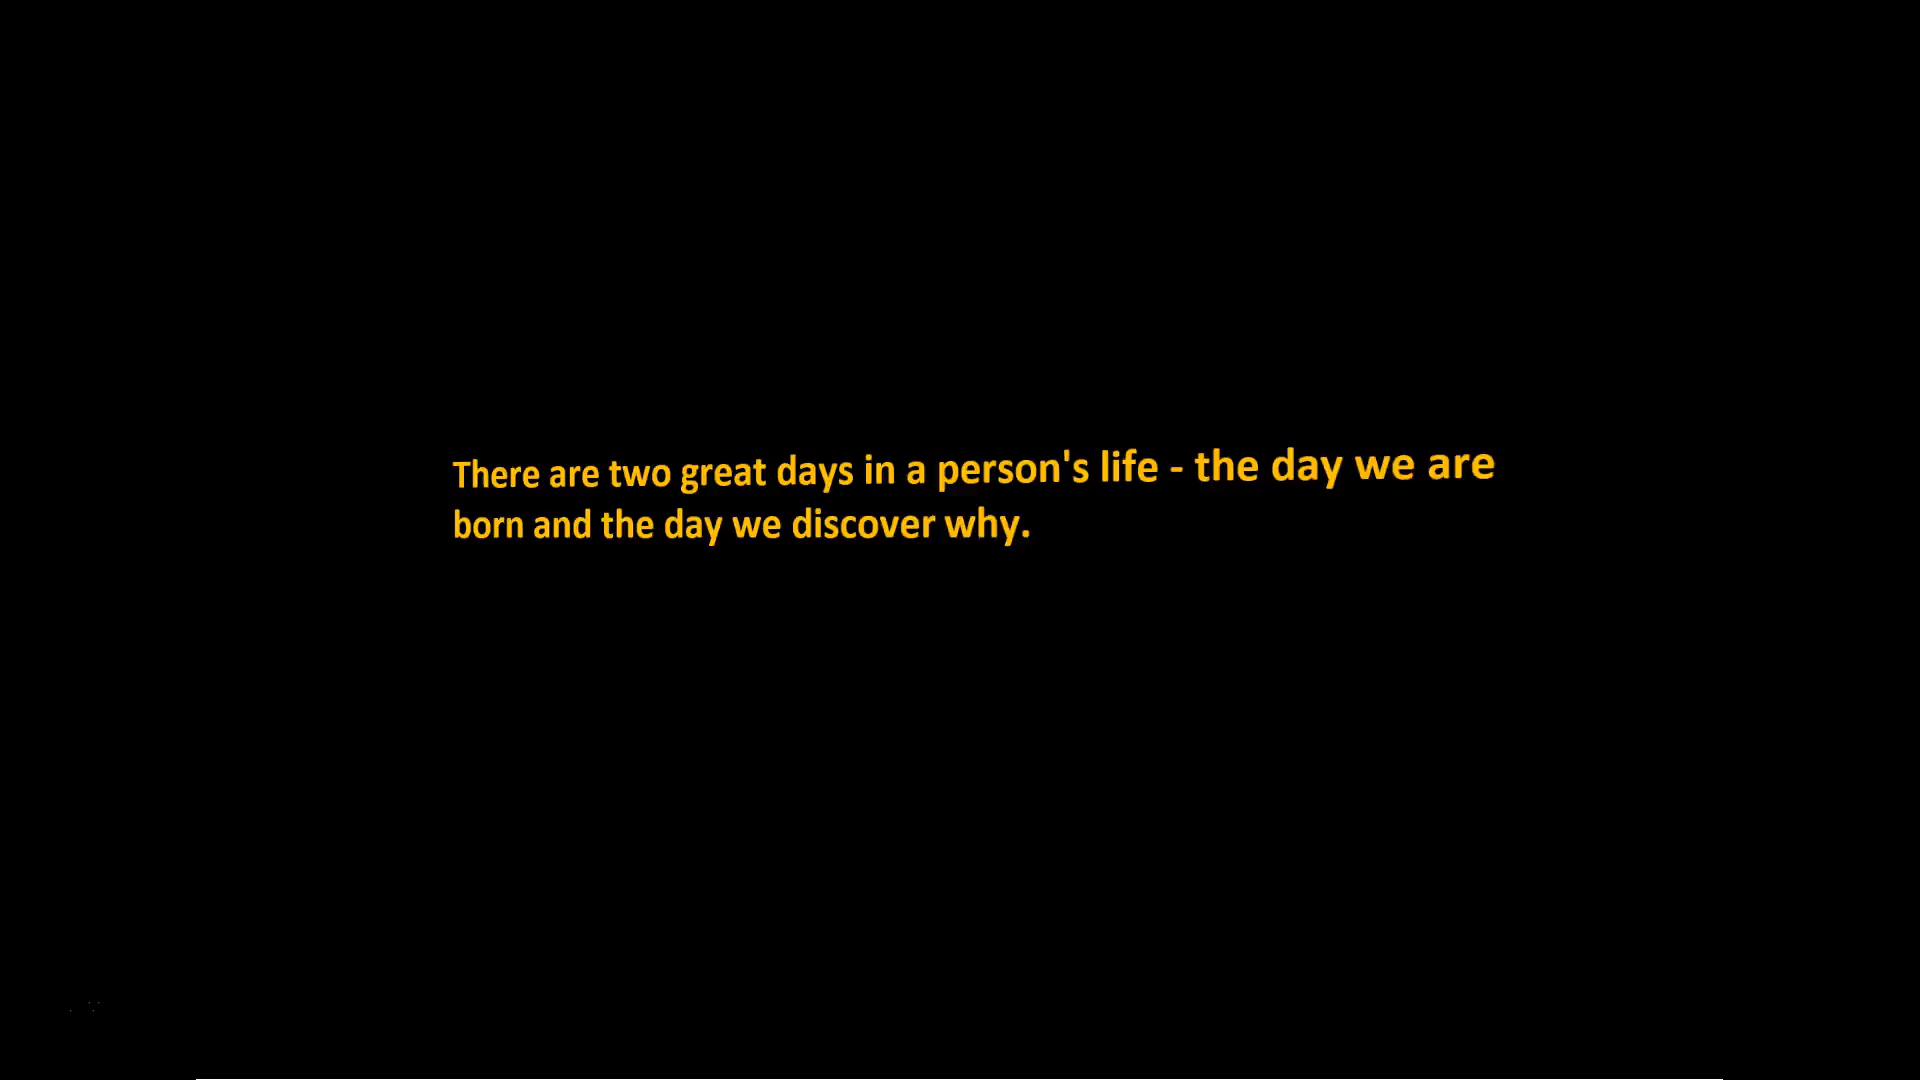 There are two great days in a person's life - the day we are
born and the day we discover why.